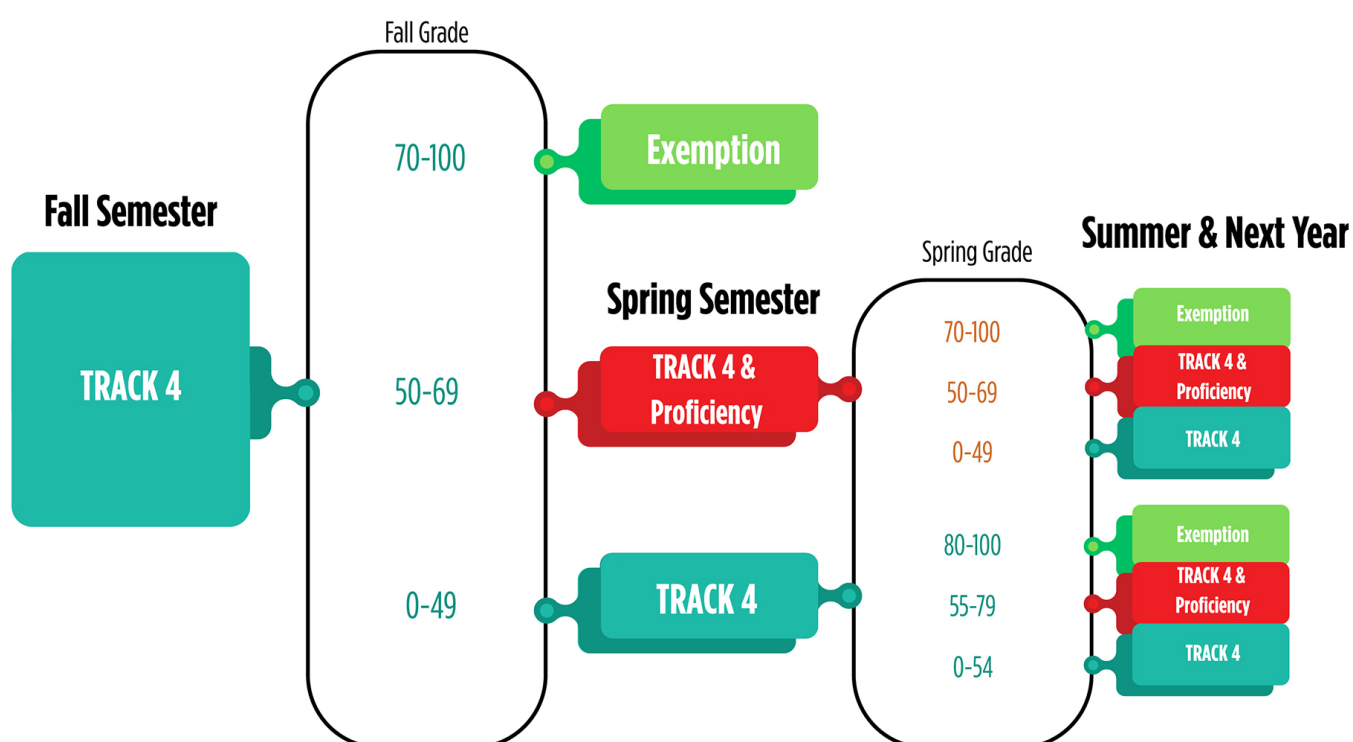 Fall Grade
70-100
Exemption
Fall Semester
TRACK 4
50-69
Spring Semester
TRACK 4 &
Proficiency
0-49
TRACK 4
Spring Grade
Summer & Next Year
70-100
Exemption
50-69
TRACK 4 &
Proficiency
0-49
TRACK 4
80-100
Exemption
55-79
TRACK 4 &
Proficiency
0-54
TRACK 4